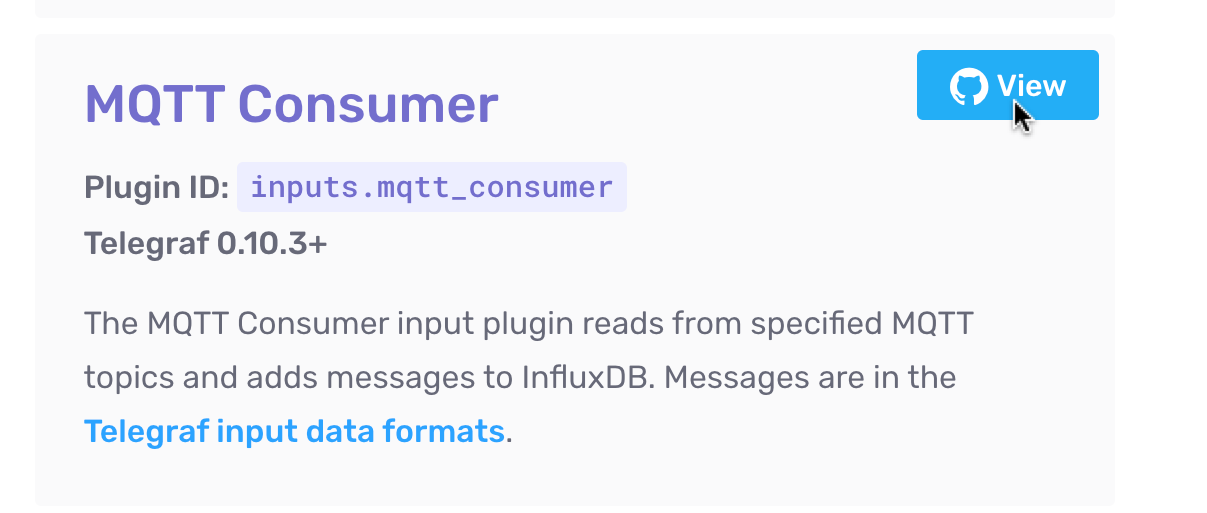 MQTT Consumer
View
Plugin ID: inputs.mqtt_consumer
Telegraf 0.10.3+
The MQTT Consumer input plugin reads from specified MQTT
topics and adds messages to InfluxDB. Messages are in the
Telegraf input data formats.